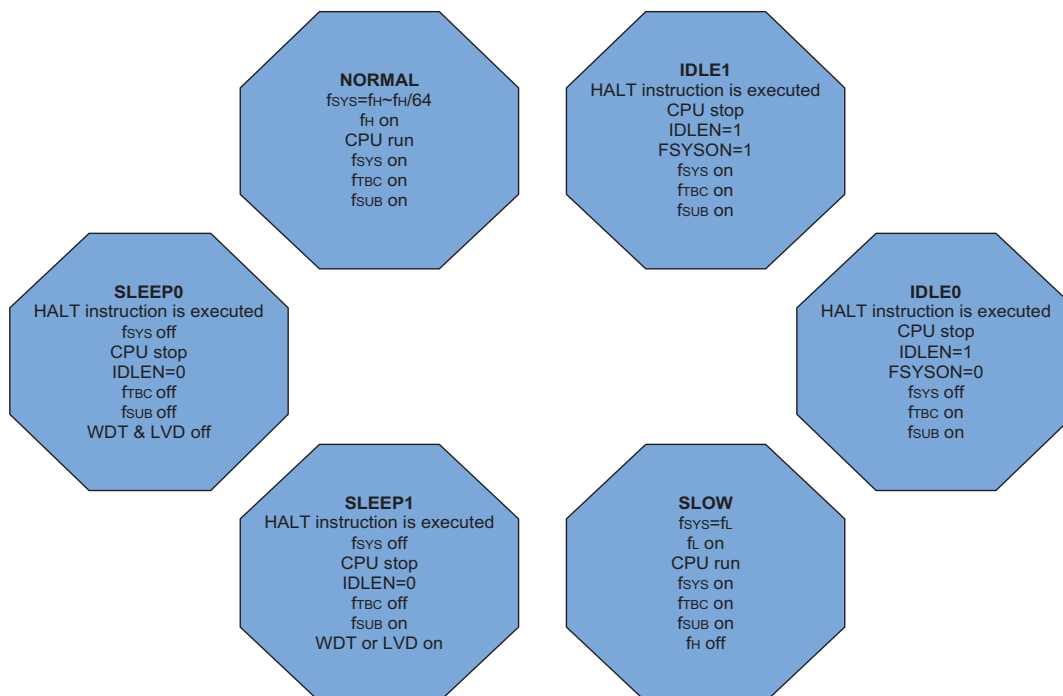 NORMAL
fSYS=fH~fH/64
fH on
CPU run
fSYS on
fTBC on
fSUB on
IDLE1
HALT instruction is executed
CPU stop
IDLEN=1
FSYSON=1
fSYS on
fTBC on
fSUB on
SLEEP0
HALT instruction is executed
fSYS off
CPU stop
IDLEN=0
fTBC off
fSUB off
WDT & LVD off
IDLE0
HALT instruction is executed
CPU stop
IDLEN=1
FSYSON=0
fSYS off
fTBC on
fSUB on
SLEEP1
HALT instruction is executed
fSYS off
CPU stop
IDLEN=0
fTBC off
fSUB on
WDT or LVD on
SLOW
fSYS=fL
fL on
CPU run
fSYS on
fTBC on
fSUB on
fH off